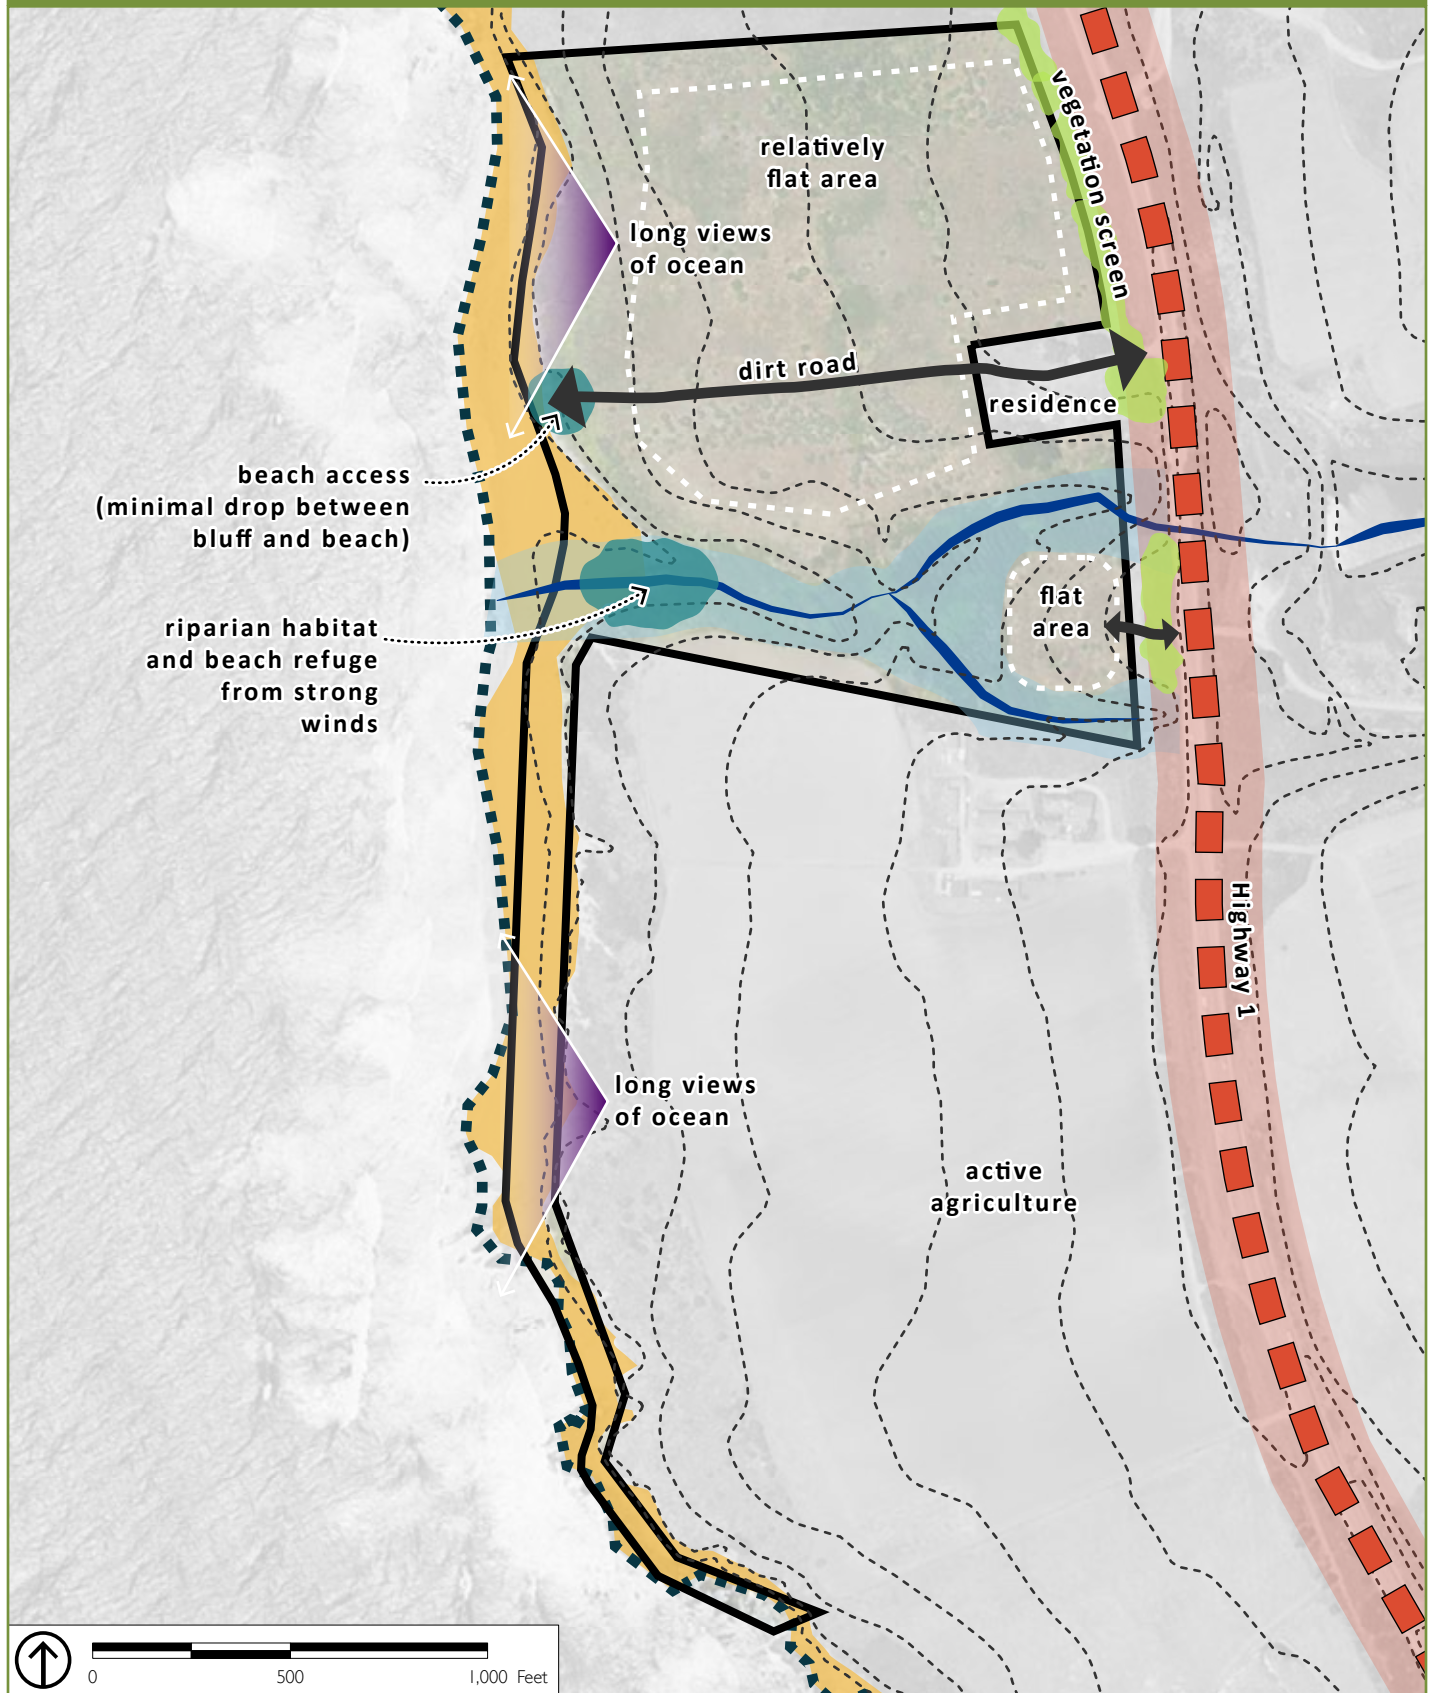 vegetation screen
relatively
flat area
long views
of ocean
dirt road
residence
beach access
(minimal drop between
bluff and beach)
flat
area
riparian habitat
and beach refuge
from strong
winds
Highway 1
long views
of ocean
active
agriculture
0 500 1,000 Feet